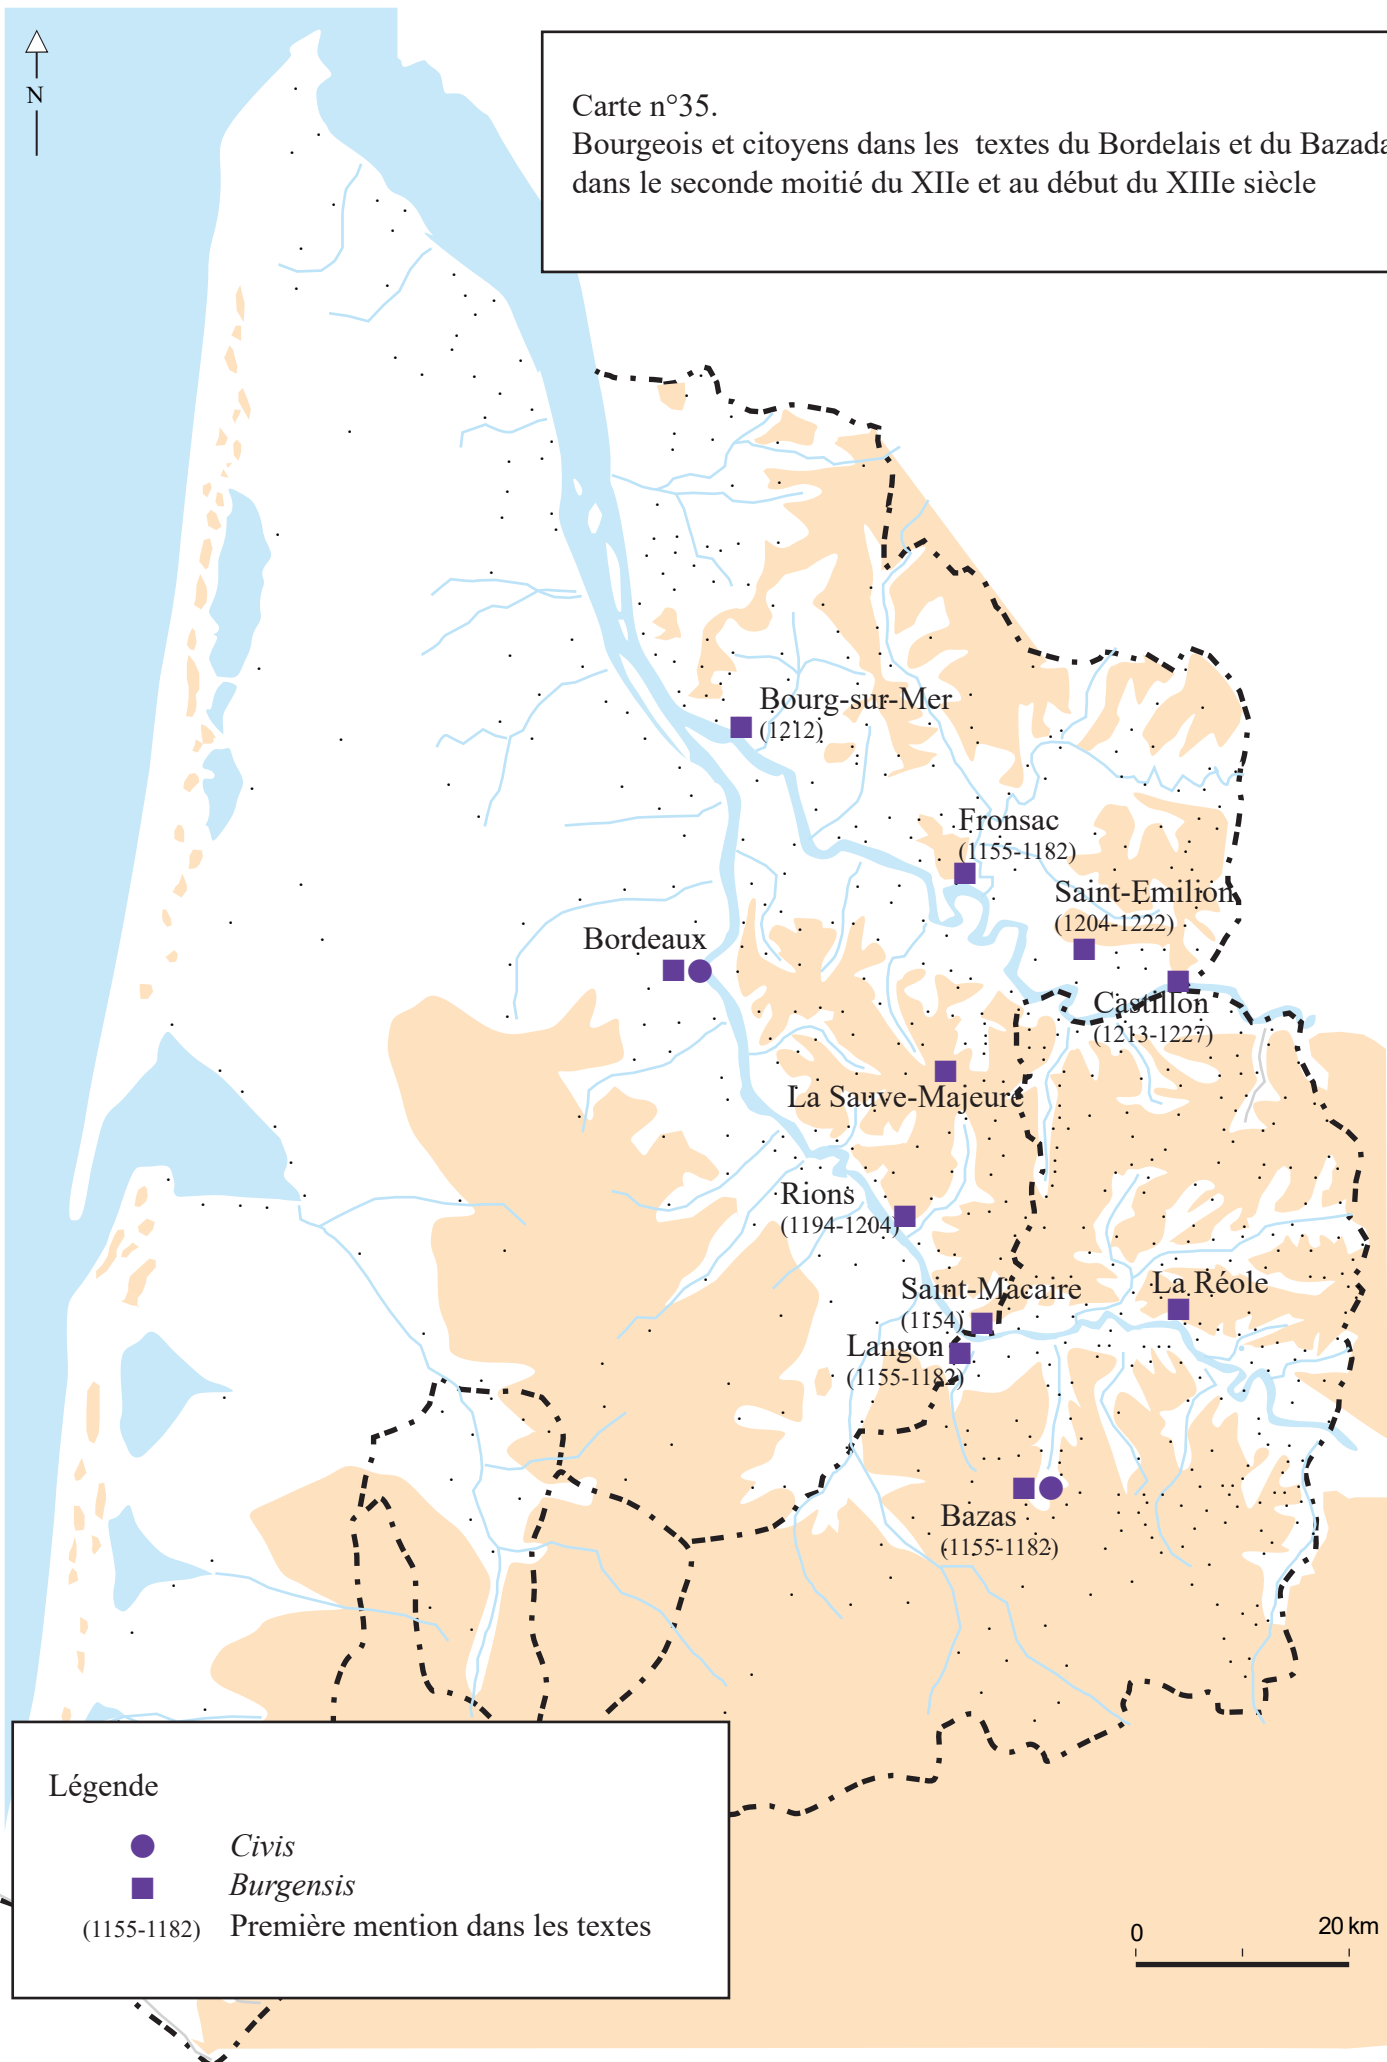 N
Carte n°35.
Bourgeois et citoyens dans les textes du Bordelais et du Bazada
dans le seconde moitié du XIIe et au début du XIIIe siècle
Bourg-sur-Mer
(1212)
Fronsac
(1155-1182)
Saint-Emilion
(1204-1222)
Bordeaux
Castillon
(1213-1227)
La Sauve-Majeure
Rions
(1194-1204)
La Réole
Saint-Macaire
(1154)
Langon
(1155-1182)
Bazas
(1155-1182)
Légende
Civis
Burgensis
(1155-1182) Première mention dans les textes
0 20 km